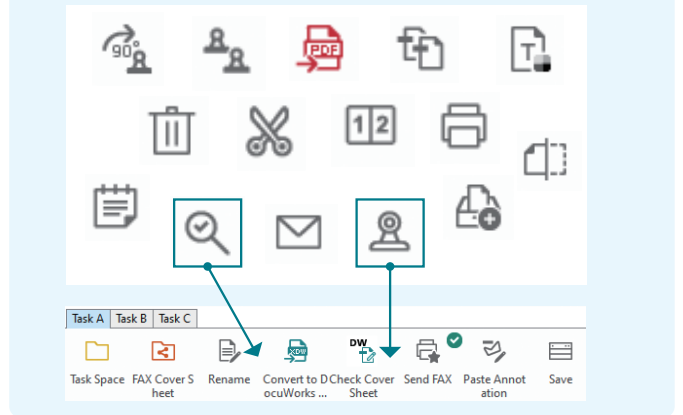 90°
PDF
T
1 2
Task A Task B Task C
XDW
DW
Task Space FAX Cover S Rename Convert to D Check Cover Send FAX Paste Annot Save
heet ocuWorks ... Sheet ation